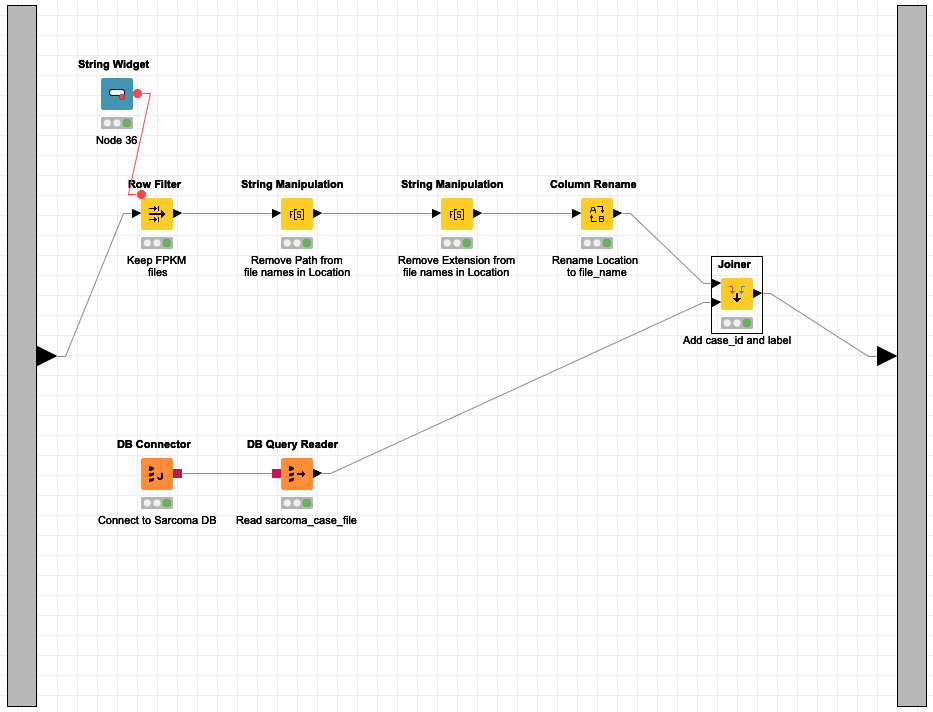 String Widget
Node 36
Row Filter
String Manipulation
String Manipulation
Column Rename
F[S]
F[S]
A
B
Keep FPKM
files
Remove Path from
file names in Location
Remove Extension from
file names in Location
Rename Location
to file_name
Joiner
Add case_id and label
DB Connector
DB Query Reader
J
Connect to Sarcoma DB
Read sarcoma_case_file